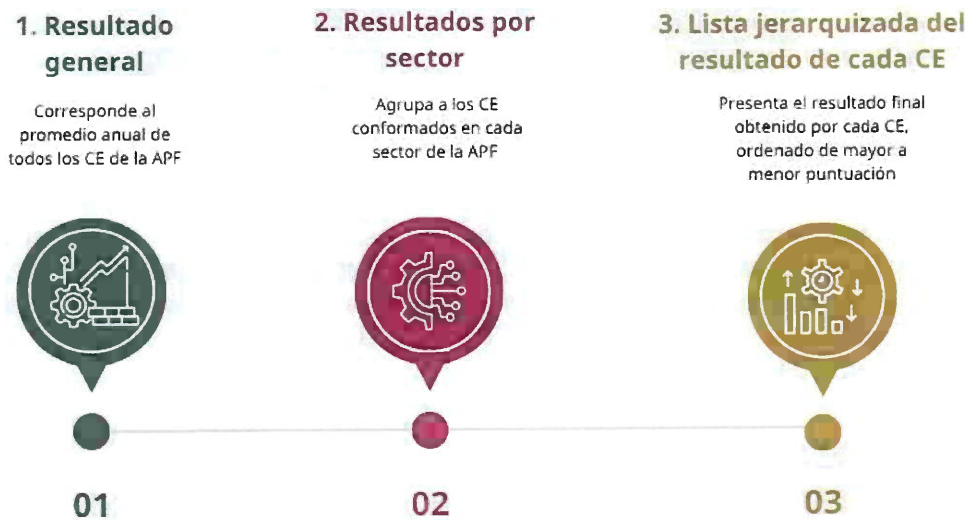 1. Resultado
general
Corresponde al
promedio anual de
todos los CE de la APF
2. Resultados por
sector
Agrupa a los CE
conformados en cada
sector de la APF
3. Lista jerarquizada del
resultado de cada CE
Presenta el resultado final
obtenido por cada CE,
ordenado de mayor a
menor puntuación
01
02
03